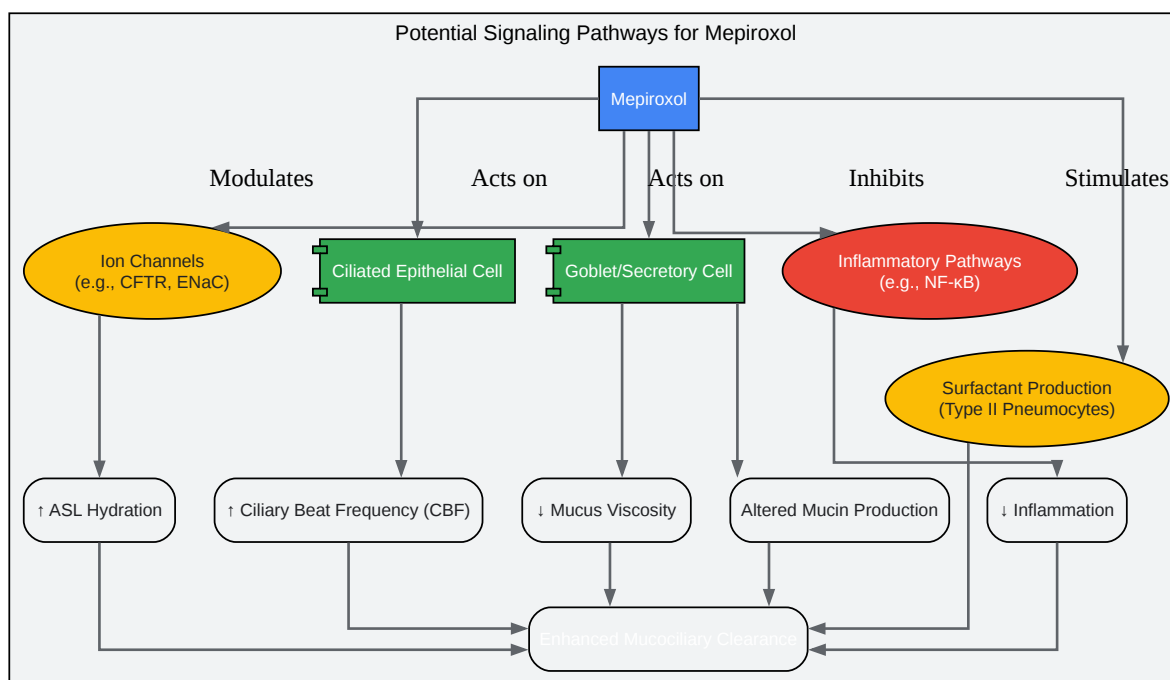 Potential Signaling Pathways for Mepiroxol
Mepiroxol
Modulates
Acts on
Acts on
Inhibits
Stimulates
Ion Channels
(e.g., CFTR, ENaC)
Ciliated Epithelial Cell
Goblet/Secretory Cell
Inflammatory Pathways
(e.g., NF-κB)
Surfactant Production
(Type II Pneumocytes)
↑ ASL Hydration
↑ Ciliary Beat Frequency (CBF)
↓ Mucus Viscosity
Altered Mucin Production
↓ Inflammation
Enhanced Mucociliary Clearance